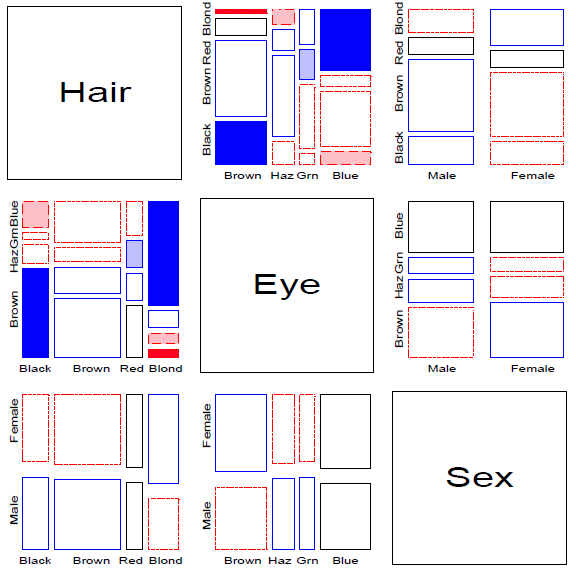 Hair
Blond
Red
Brown
Black
Brown Haz Grn Blue
Blond
Red
Brown
Black
Male Female
Blue
Grn
Haz
Brown
Black Brown Red Blond
Eye
Blue
Grn
Haz
Brown
Male Female
Female
Male
Black Brown Red Blond
Female
Male
Brown Haz Grn Blue
Sex